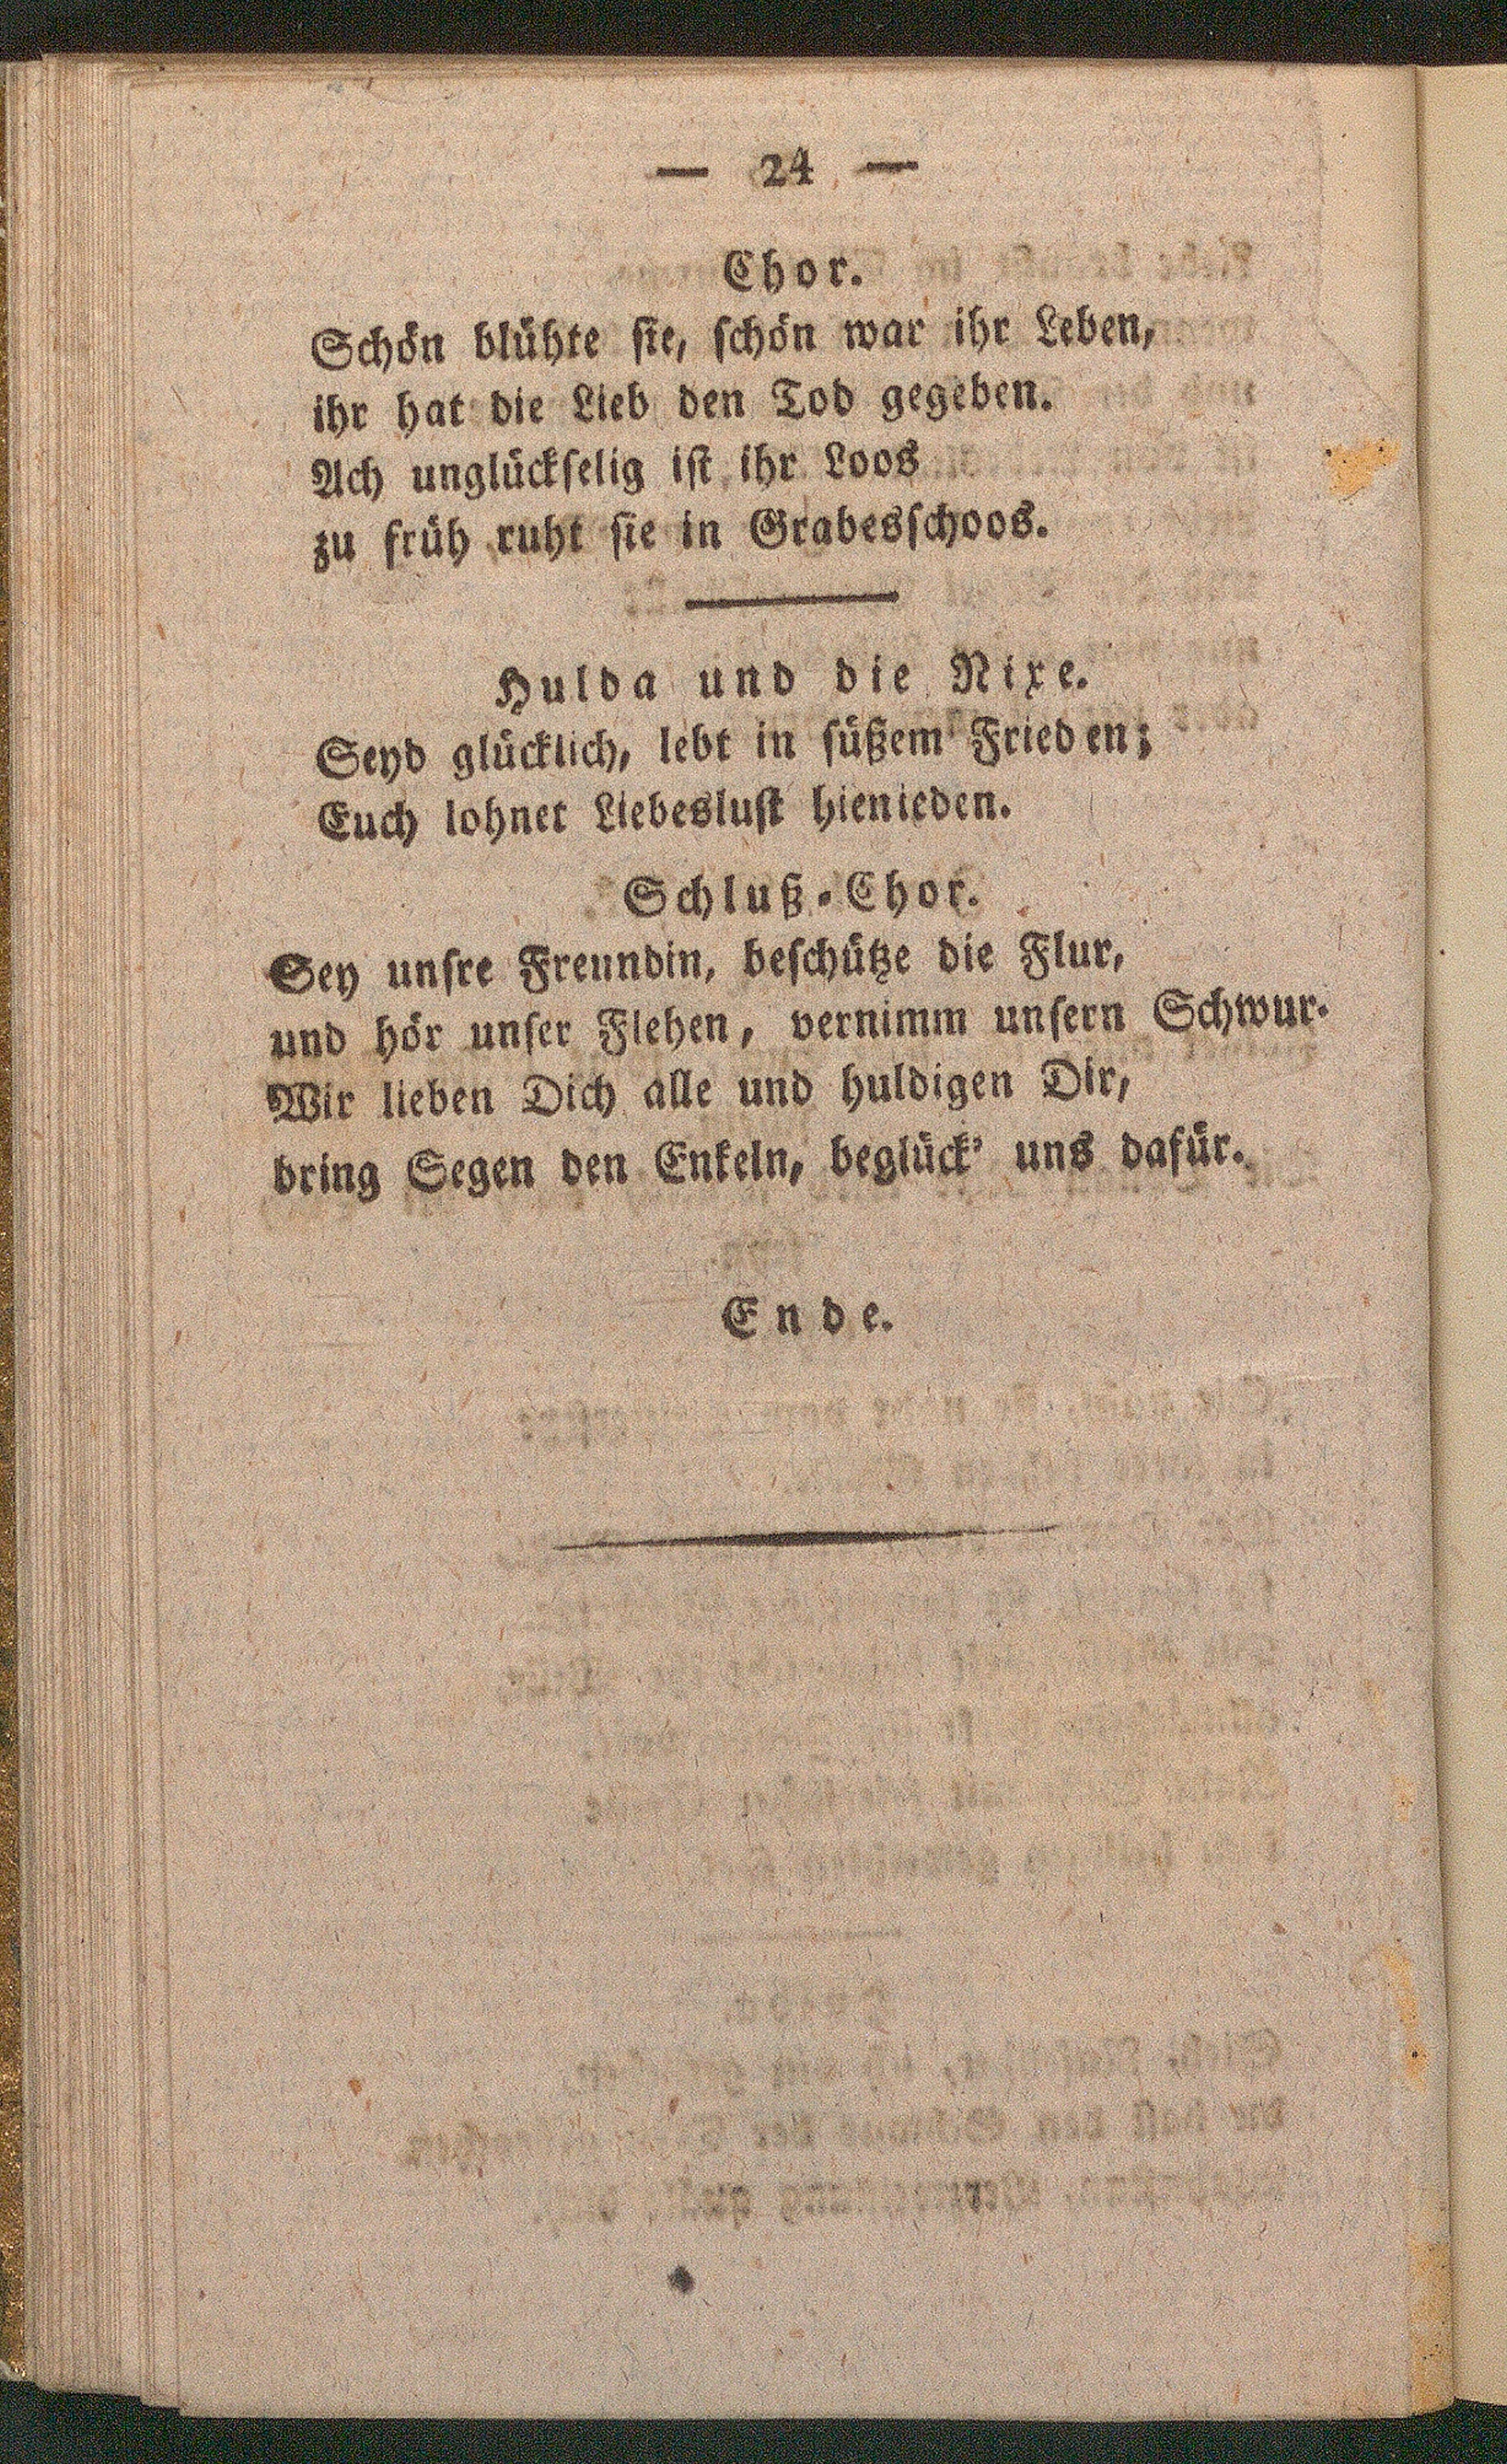 — 24 —
Chor.
Schön blühte sie, schön war ihr Leben,
ihr hat die Lieb den Tod gegeben.
Ach unglückselig ist ihr Loos
zu früh ruht sie in Grabesschoos.
Hulda und die Nixe.
Seyd glücklich, lebt in süßem Frieden;
Euch lohnet Liebeslust hienieden.
Schluß-Chor.
Sey unsre Freundin, beschütze die Flur,
und hör unser Flehen, vernimm unsern Schwur.
Wir lieben Dich alle und huldigen Dir,
bring Segen den Enkeln, beglück' uns dafür.
Ende.